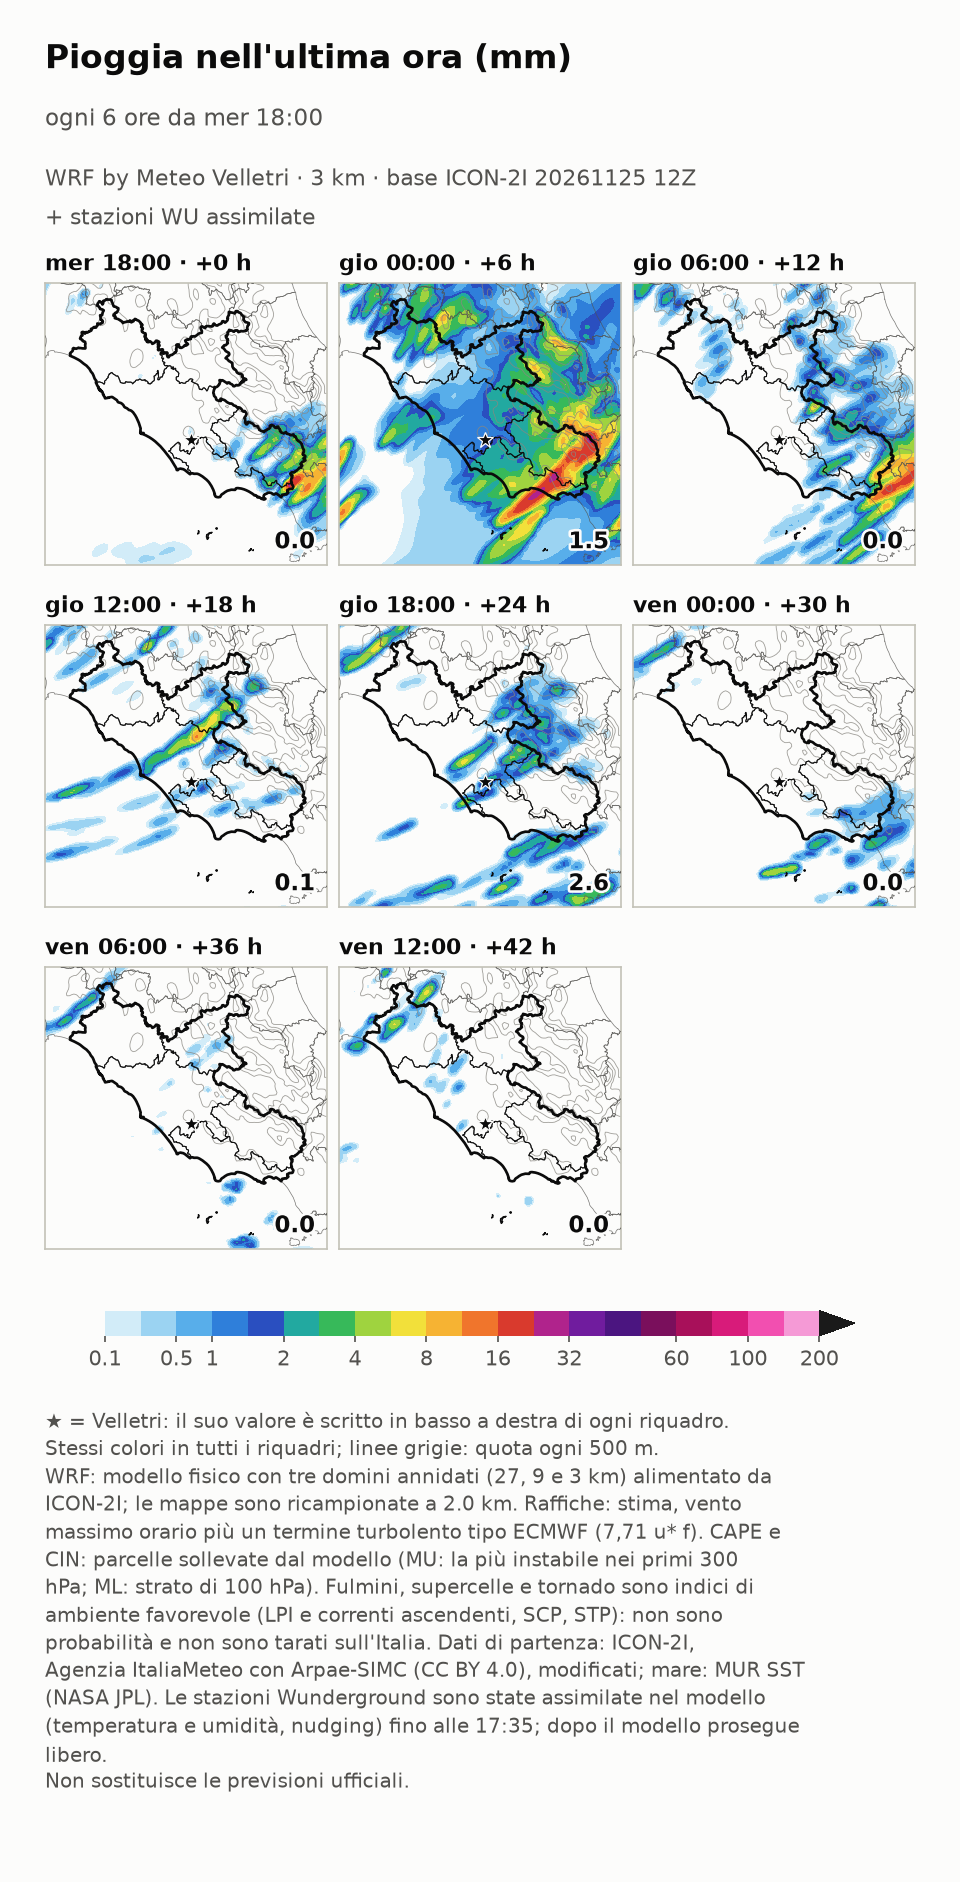 Pioggia nell'ultima ora (mm)
ogni 6 ore da mer 18:00
WRF by Meteo Velletri · 3 km · base ICON-2I 20261125 12Z
+ stazioni WU assimilate
mer 18:00 · +0 h
gio 00:00 · +6 h
gio 06:00 · +12 h
0.0
1.5
0.0
gio 12:00 · +18 h
gio 18:00 · +24 h
ven 00:00 · +30 h
0.1
2.6
0.0
ven 06:00 · +36 h
ven 12:00 · +42 h
0.0
0.0
0.1 0.5 1 2 4 8 16 32 60 100 200
★ = Velletri: il suo valore è scritto in basso a destra di ogni riquadro.
Stessi colori in tutti i riquadri; linee grigie: quota ogni 500 m.
WRF: modello fisico con tre domini annidati (27, 9 e 3 km) alimentato da
ICON-2I; le mappe sono ricampionate a 2.0 km. Raffiche: stima, vento
massimo orario più un termine turbolento tipo ECMWF (7,71 u* f). CAPE e
CIN: parcelle sollevate dal modello (MU: la più instabile nei primi 300
hPa; ML: strato di 100 hPa). Fulmini, supercelle e tornado sono indici di
ambiente favorevole (LPI e correnti ascendenti, SCP, STP): non sono
probabilità e non sono tarati sull'Italia. Dati di partenza: ICON-2I,
Agenzia ItaliaMeteo con Arpae-SIMC (CC BY 4.0), modificati; mare: MUR SST
(NASA JPL). Le stazioni Wunderground sono state assimilate nel modello
(temperatura e umidità, nudging) fino alle 17:35; dopo il modello prosegue
libero.
Non sostituisce le previsioni ufficiali.